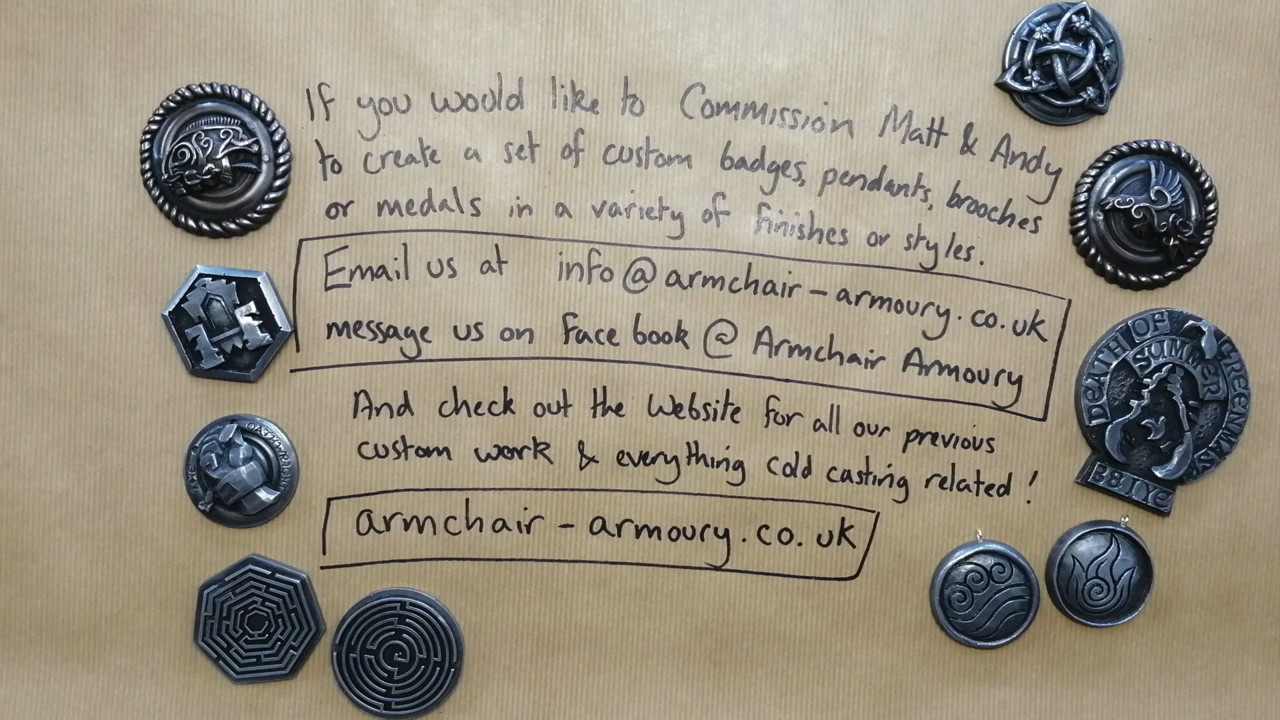 If you would like to Commission Matt & Andy
to create a set of custom badges, pendants, brooches
or medals in a variety of finishes or styles.
Email us at info@armchair-armoury.co.uk
message us on Facebook @ Armchair Armoury
And check out the Website for all our previous
custom work & everything cold casting related!
armchair-armoury.co.uk
DEATH OF GREENMASK
SUMMER